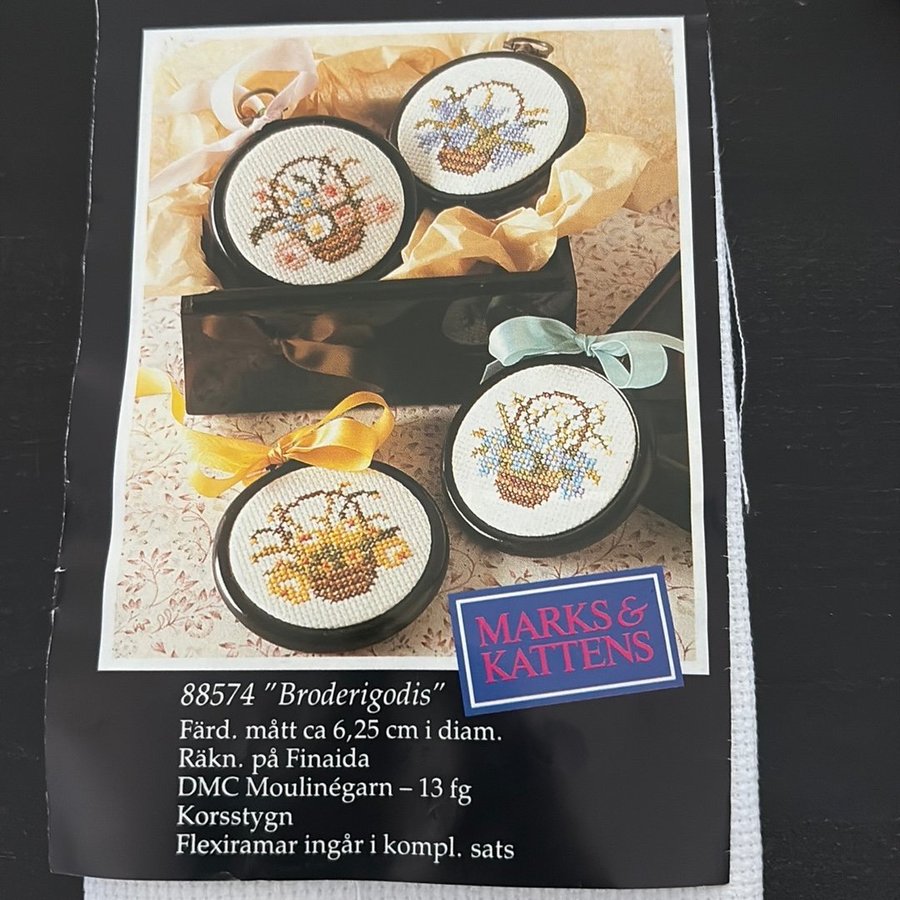 MARKS &
KATTENS
88574 "Broderigodis"
Färd. mått ca 6,25 cm i diam.
Räkn. på Finaida
DMC Moulinégarn – 13 fg
Korsstygn
Flexiramar ingår i kompl. sats